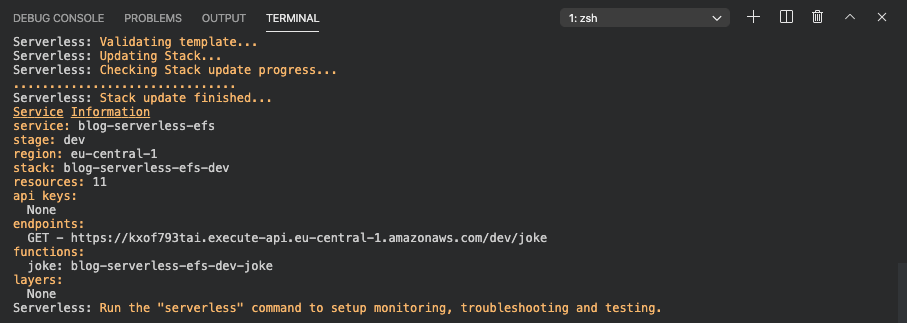 DEBUG CONSOLE PROBLEMS OUTPUT TERMINAL 1: zsh
Serverless: Validating template...
Serverless: Updating Stack...
Serverless: Checking Stack update progress...
...............................
Serverless: Stack update finished...
Service Information
service: blog-serverless-efs
stage: dev
region: eu-central-1
stack: blog-serverless-efs-dev
resources: 11
api keys:
  None
endpoints:
  GET - https://kxof793tai.execute-api.eu-central-1.amazonaws.com/dev/joke
functions:
  joke: blog-serverless-efs-dev-joke
layers:
  None
Serverless: Run the "serverless" command to setup monitoring, troubleshooting and testing.